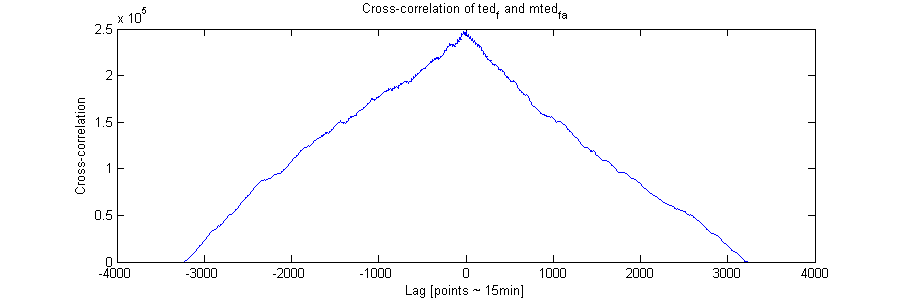 Cross-correlation of ted_f and mted_fa
x 10^5
2.5
2
1.5
1
0.5
0
Cross-correlation
-4000 -3000 -2000 -1000 0 1000 2000 3000 4000
Lag [points ~ 15min]